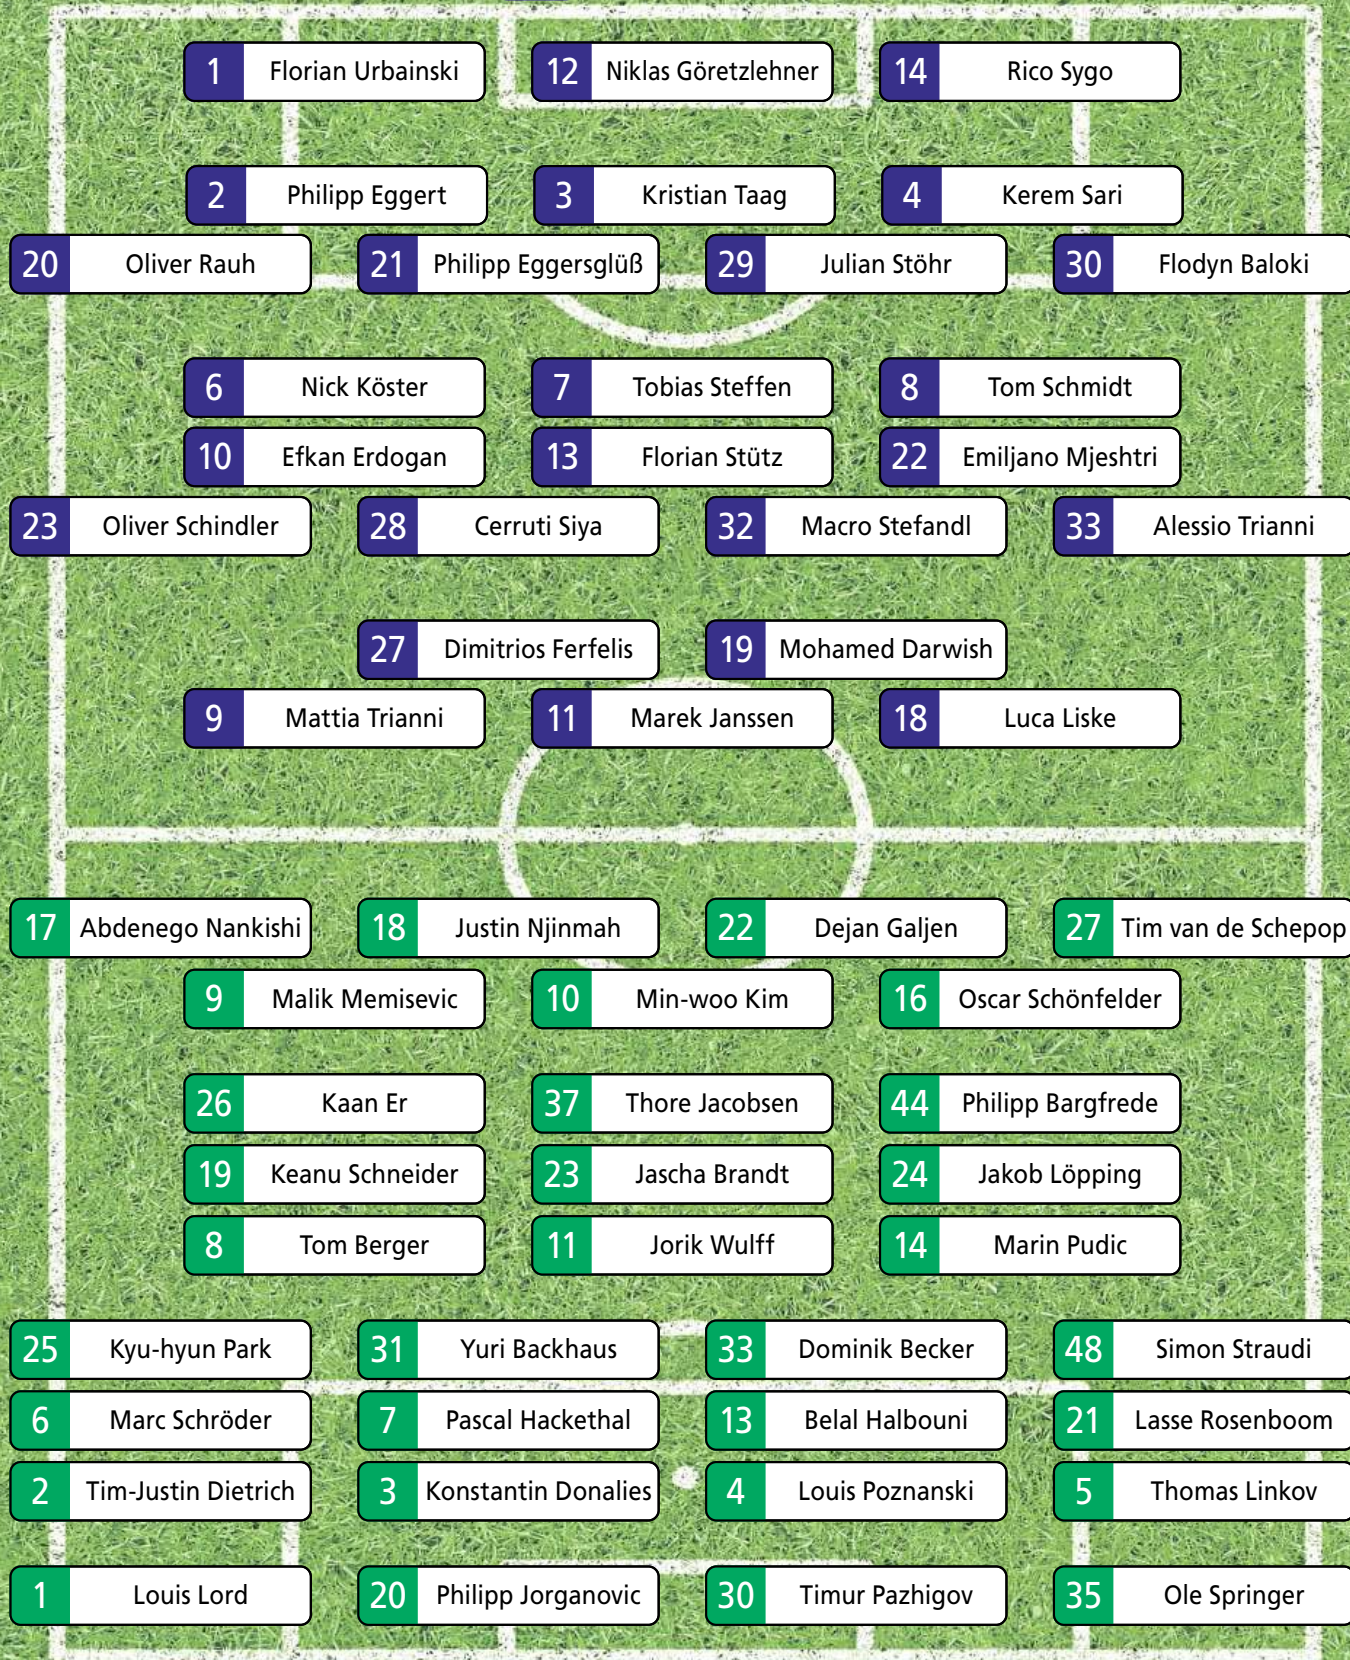 1 Florian Urbainski 12 Niklas Göretzlehner 14 Rico Sygo
2 Philipp Eggert 3 Kristian Taag 4 Kerem Sari
20 Oliver Rauh 21 Philipp Eggersglüß 29 Julian Stöhr 30 Flodyn Baloki
6 Nick Köster 7 Tobias Steffen 8 Tom Schmidt
10 Efkan Erdogan 13 Florian Stütz 22 Emiljano Mjeshtri
23 Oliver Schindler 28 Cerruti Siya 32 Macro Stefandl 33 Alessio Trianni
27 Dimitrios Ferfelis 19 Mohamed Darwish
9 Mattia Trianni 11 Marek Janssen 18 Luca Liske
17 Abdenego Nankishi 18 Justin Njinmah 22 Dejan Galjen 27 Tim van de Schepop
9 Malik Memisevic 10 Min-woo Kim 16 Oscar Schönfelder
26 Kaan Er 37 Thore Jacobsen 44 Philipp Bargfrede
19 Keanu Schneider 23 Jascha Brandt 24 Jakob Löpping
8 Tom Berger 11 Jorik Wulff 14 Marin Pudic
25 Kyu-hyun Park 31 Yuri Backhaus 33 Dominik Becker 48 Simon Straudi
6 Marc Schröder 7 Pascal Hackethal 13 Belal Halbouni 21 Lasse Rosenboom
2 Tim-Justin Dietrich 3 Konstantin Donalies 4 Louis Poznanski 5 Thomas Linkov
1 Louis Lord 20 Philipp Jorganovic 30 Timur Pazhigov 35 Ole Springer